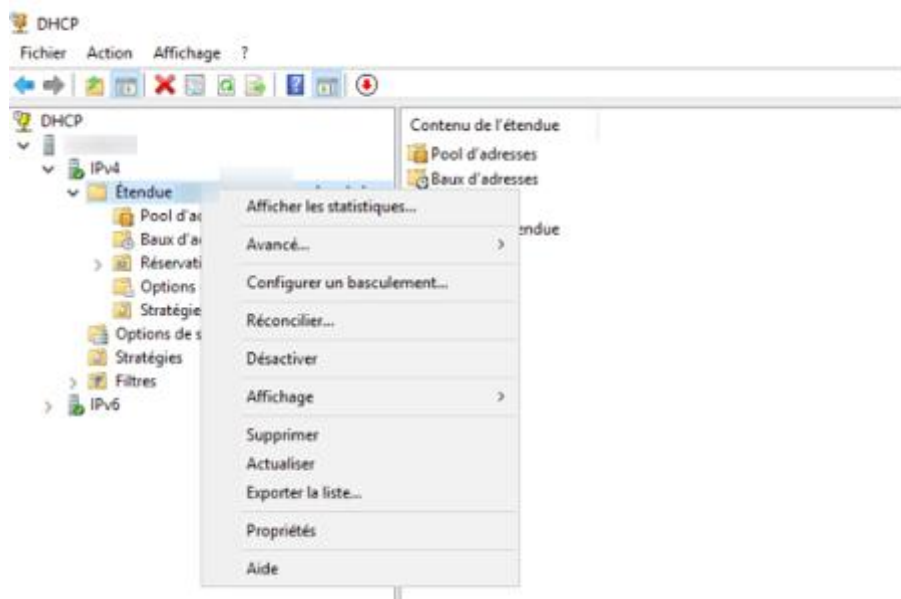 DHCP
Fichier Action Affichage ?
DHCP
IPv4
Étendue
Pool d'ac
Baux d'a
Réservati
Options
Stratégie
Options de s
Stratégies
Filtres
IPv6
Contenu de l'étendue
Pool d'adresses
Baux d'adresses
endue
Afficher les statistiques...
Avancé...
Configurer un basculement...
Réconcilier...
Désactiver
Affichage
Supprimer
Actualiser
Exporter la liste...
Propriétés
Aide